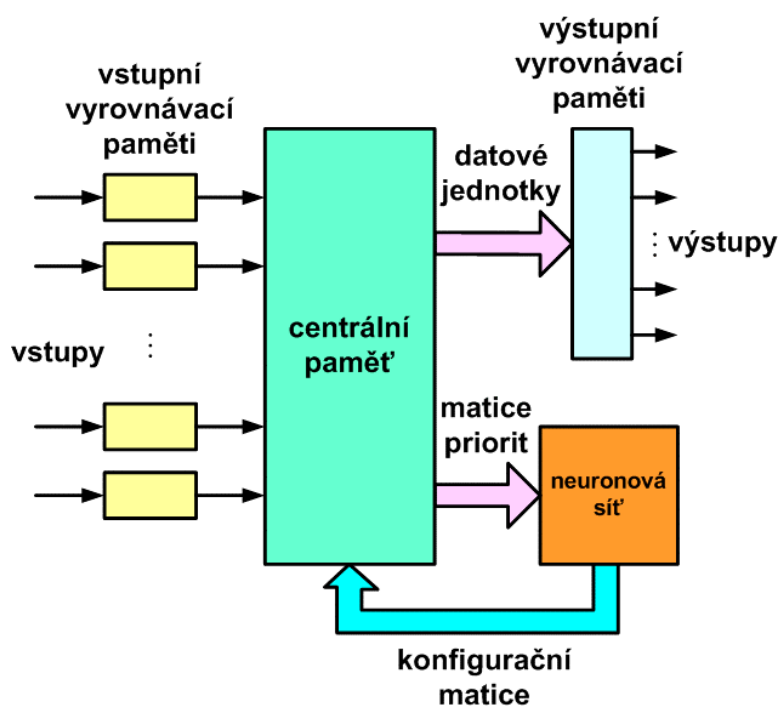 vstupní
vyrovnávací
paměti
výstupní
vyrovnávací
paměti
datové
jednotky
výstupy
vstupy
centrální
paměť
matice
priorit
neuronová
síť
konfigurační
matice